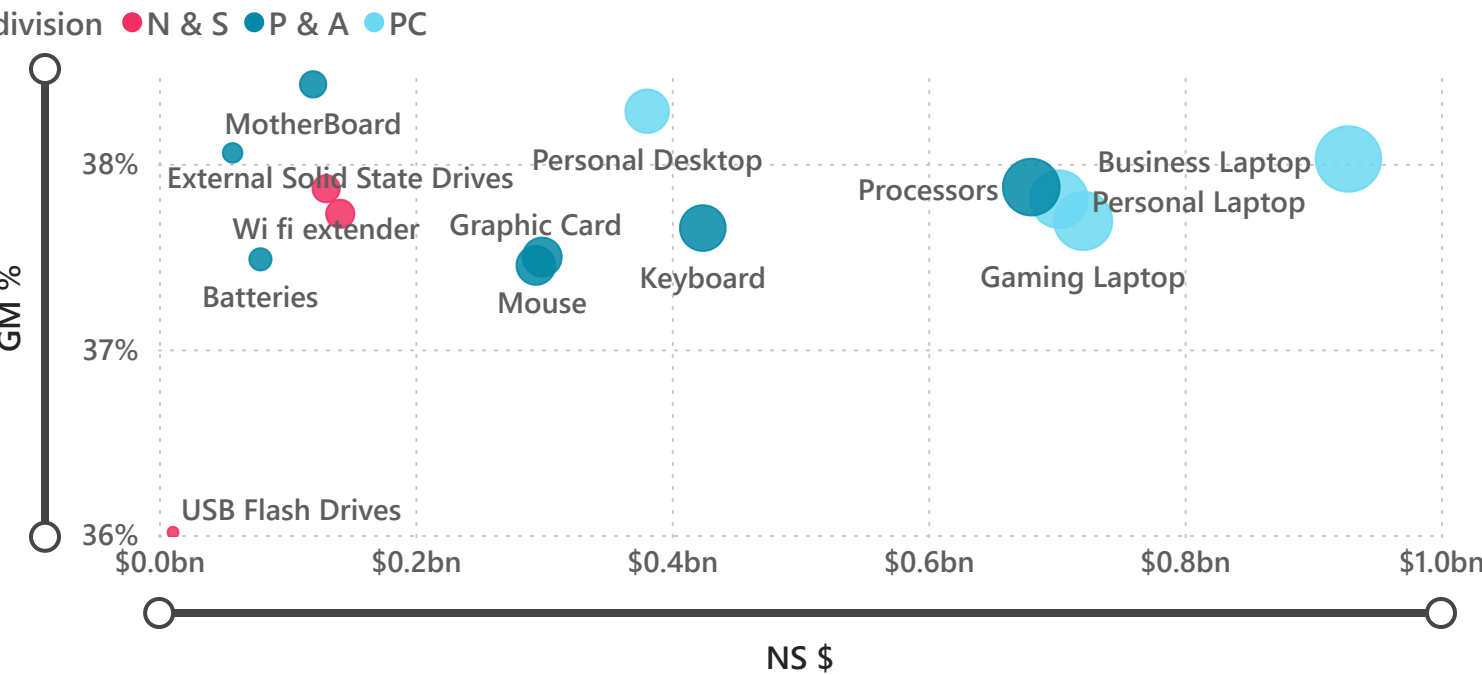 division N & S P & A PC
MotherBoard
38%
Personal Desktop
Business Laptop
External Solid State Drives
Processors
Personal Laptop
Wi fi extender
Graphic Card
Batteries
Mouse
Keyboard
Gaming Laptop
GM %
37%
USB Flash Drives
36%
$0.0bn $0.2bn $0.4bn $0.6bn $0.8bn $1.0bn
NS $